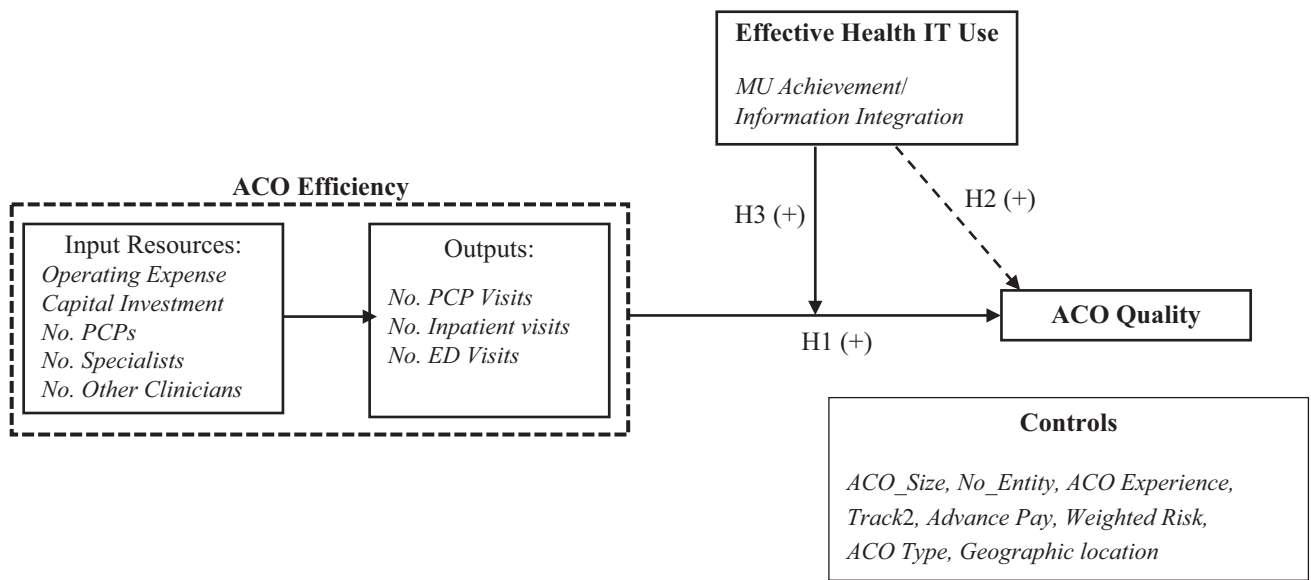 Effective Health IT Use
MU Achievement/
Information Integration
ACO Efficiency
Input Resources:
Operating Expense
Capital Investment
No. PCPs
No. Specialists
No. Other Clinicians
Outputs:
No. PCP Visits
No. Inpatient visits
No. ED Visits
H3 (+)
H2 (+)
H1 (+)
ACO Quality
Controls
ACO_Size, No_Entity, ACO Experience,
Track2, Advance Pay, Weighted Risk,
ACO Type, Geographic location